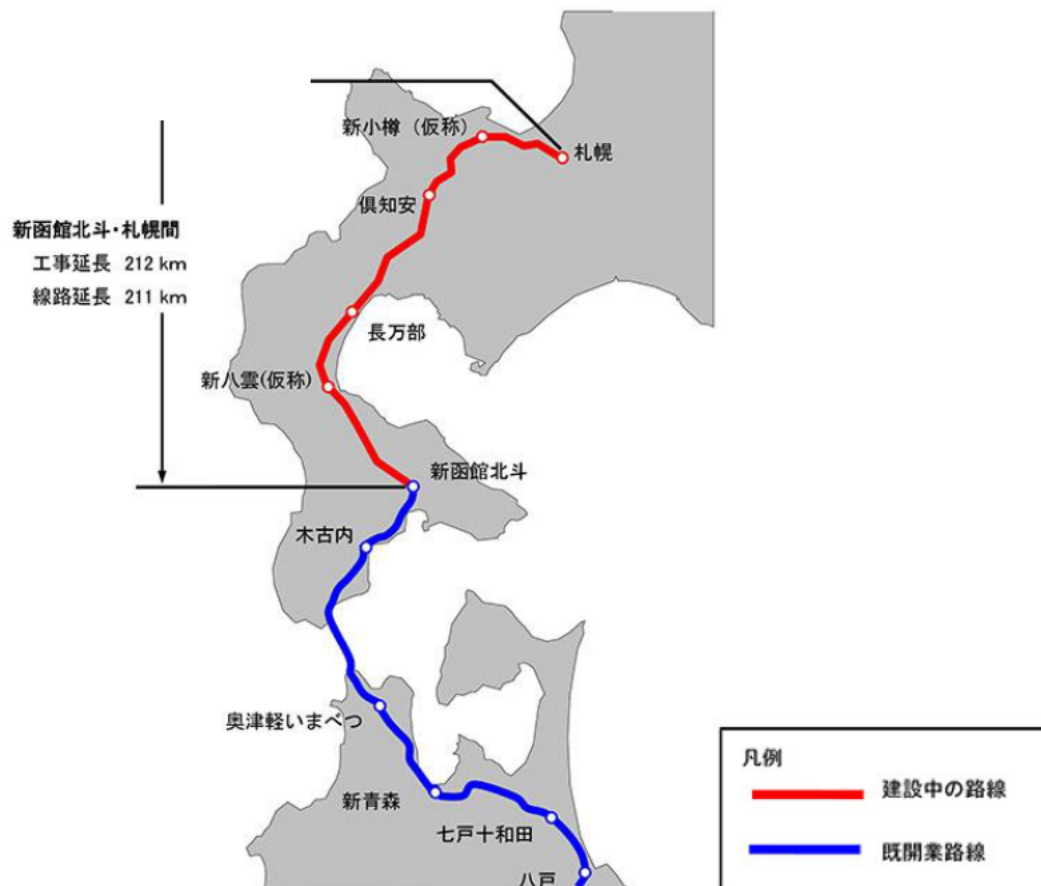 新小樽（仮称）
札幌
倶知安
新函館北斗・札幌間
工事延長 212 km
線路延長 211 km
長万部
新八雲(仮称)
新函館北斗
木古内
奥津軽いまべつ
新青森
七戸十和田
八戸
凡例
建設中の路線
既開業路線